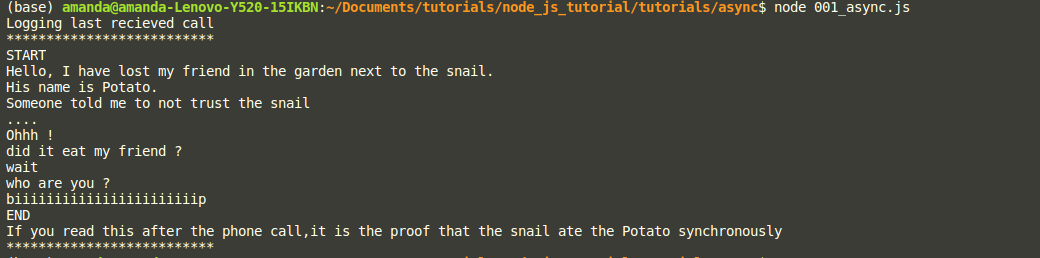 (base) amanda@amanda-Lenovo-Y520-15IKBN:~/Documents/tutorials/node_js_tutorial/tutorials/async$ node 001_async.js
Logging last recieved call
**************************
START
Hello, I have lost my friend in the garden next to the snail.
His name is Potato.
Someone told me to not trust the snail
....
Ohhh !
did it eat my friend ?
wait
who are you ?
biiiiiiiiiiiiiiiiiiiiiiip
END
If you read this after the phone call,it is the proof that the snail ate the Potato synchronously
**************************